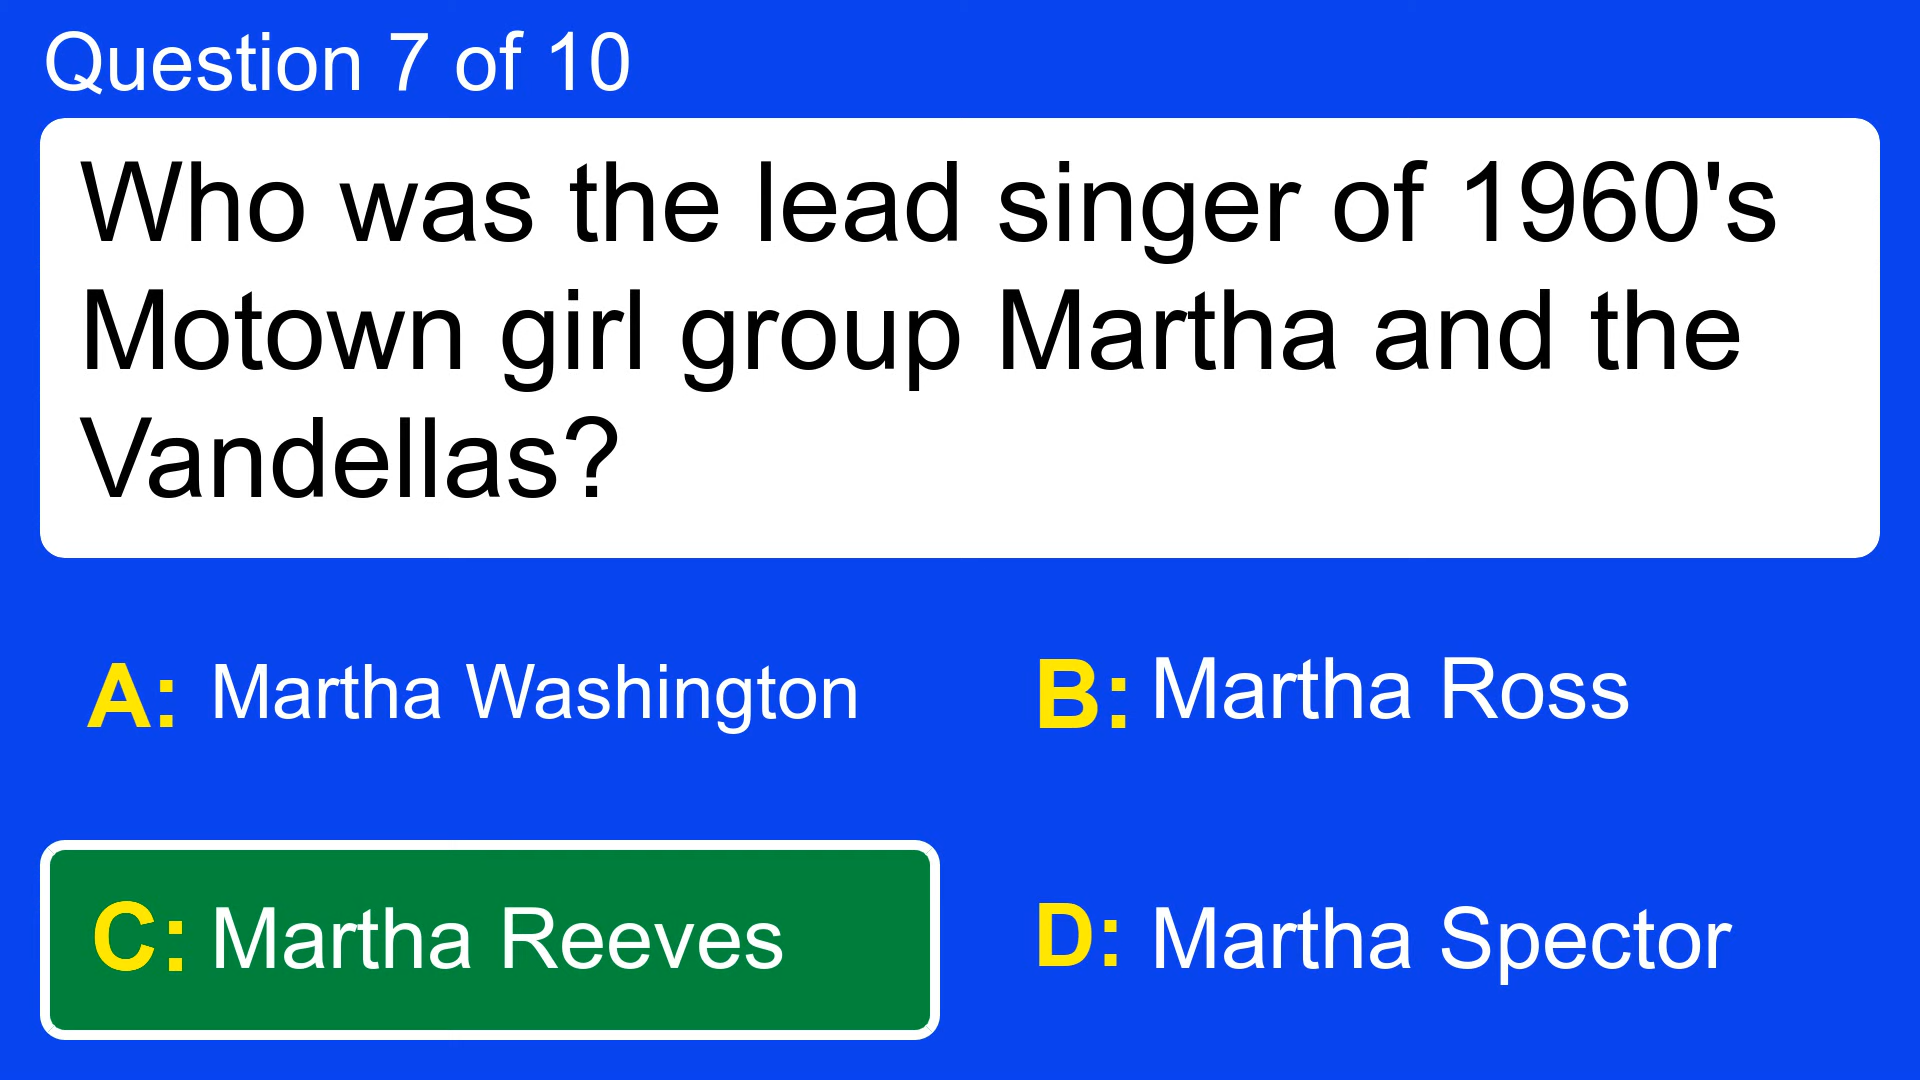 Question 7 of 10
Who was the lead singer of 1960's
Motown girl group Martha and the
Vandellas?
A: Martha Washington
B: Martha Ross
C: Martha Reeves
D: Martha Spector